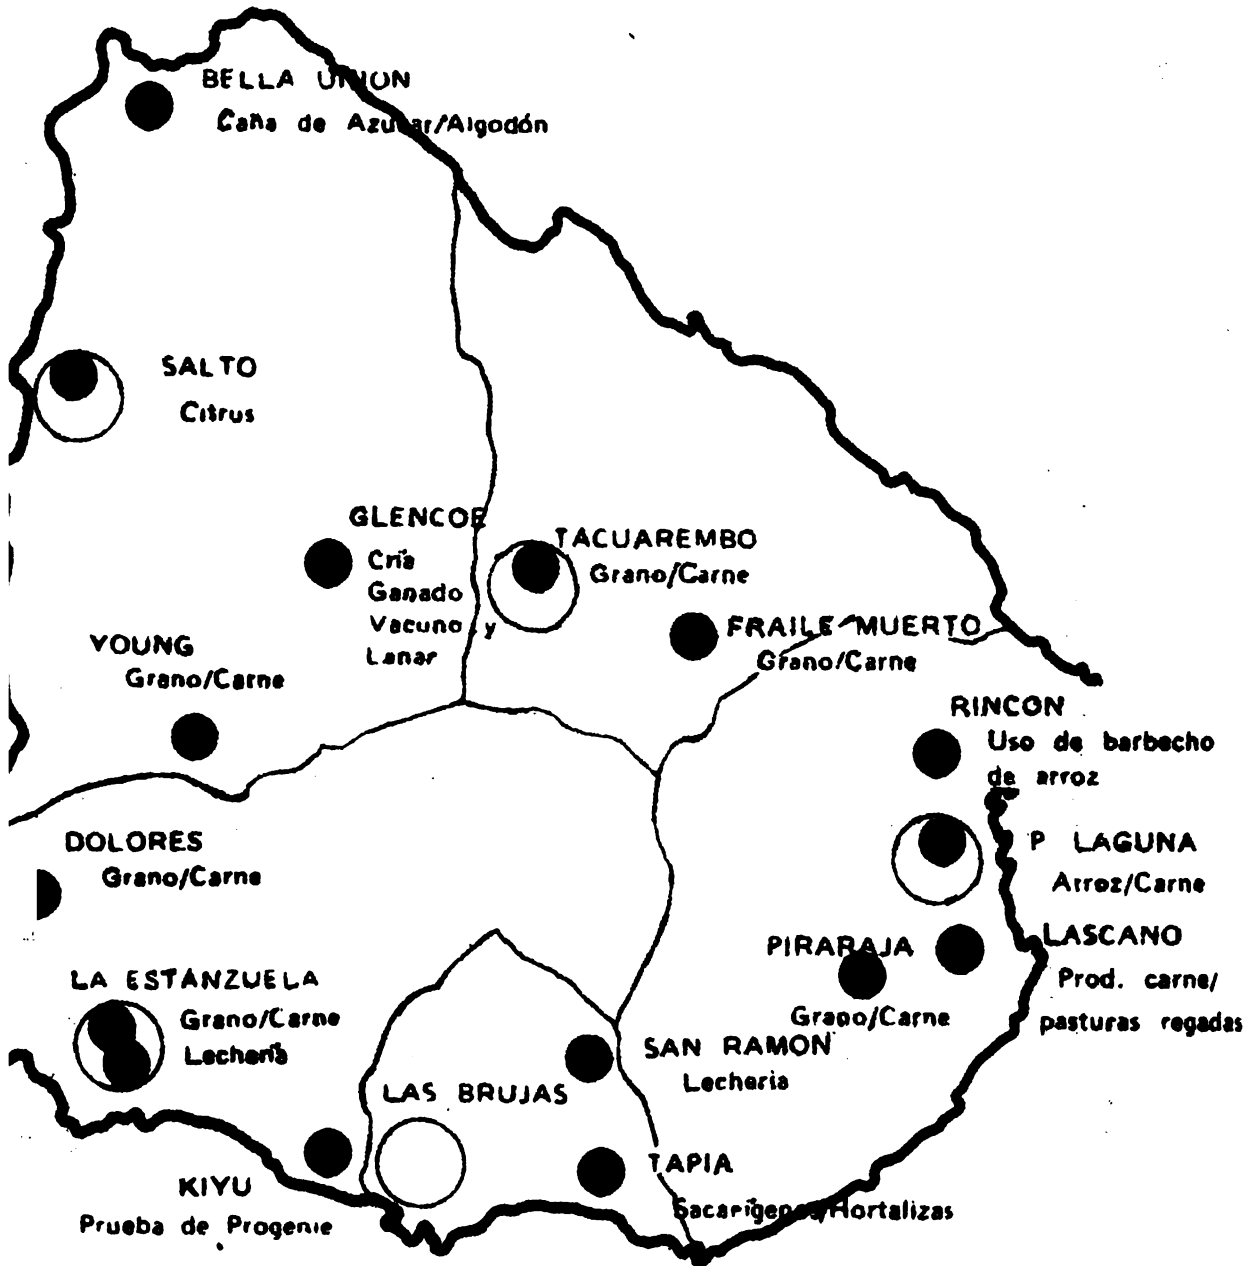 BELLA UNION
Caña de Azucar/Algodón
SALTO
Citrus
GLENCOE
Cría
Ganado
Vacuno y
Lanar
TACUAREMBO
Grano/Carne
FRAILE MUERTO
Grano/Carne
YOUNG
Grano/Carne
RINCON
Uso de barbecho
de arroz
DOLORES
Grano/Carne
P LAGUNA
Arroz/Carne
LASCANO
Prod. carne/
pasturas regadas
PIRARAJA
Grano/Carne
LA ESTANZUELA
Grano/Carne
Lechería
SAN RAMON
Lecheria
LAS BRUJAS
TAPIA
Sacarígenos/Hortalizas
KIYU
Prueba de Progenie